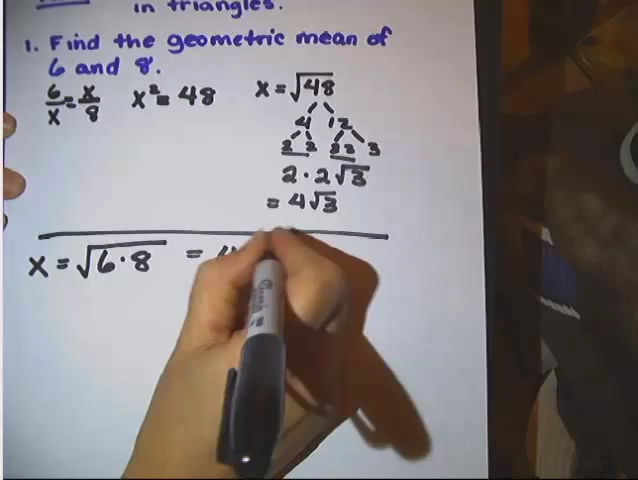 in triangles.
1. Find the geometric mean of
6 and 8.
6/x = x/8 x² = 48 x = √48
4 12
2 2 2 2 3
2 · 2√3
= 4√3
x = √6·8 = 4